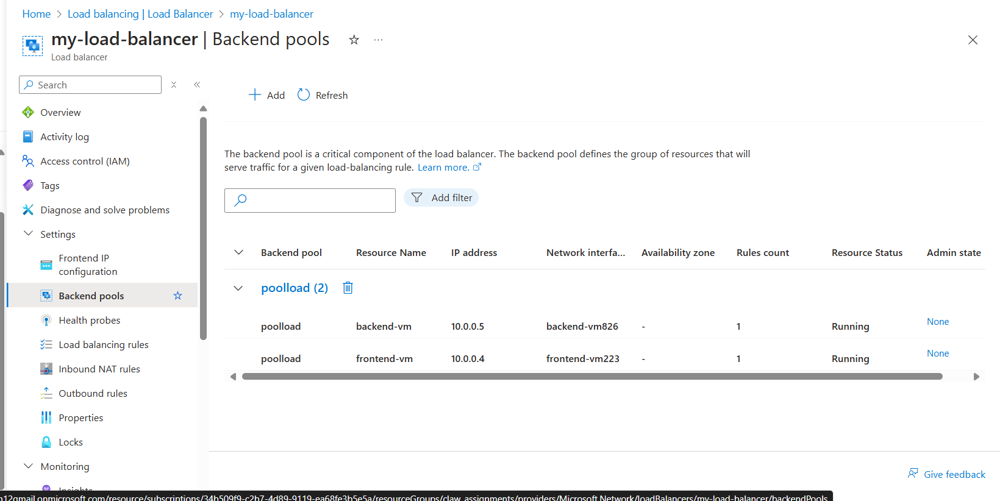 Home > Load balancing | Load Balancer > my-load-balancer
my-load-balancer | Backend pools
Load balancer
Search
Add
Refresh
Overview
Activity log
Access control (IAM)
Tags
Diagnose and solve problems
Settings
Frontend IP
configuration
Backend pools
Health probes
Load balancing rules
Inbound NAT rules
Outbound rules
Properties
Locks
Monitoring
Insights
The backend pool is a critical component of the load balancer. The backend pool defines the group of resources that will
serve traffic for a given load-balancing rule. Learn more.
Add filter
Backend pool Resource Name IP address Network interfa... Availability zone Rules count Resource Status Admin state
poolload (2)
poolload backend-vm 10.0.0.5 backend-vm826 - 1 Running None
poolload frontend-vm 10.0.0.4 frontend-vm223 - 1 Running None
Give feedback
12gmail.onmicrosoft.com/resource/subscriptions/34b509f9-c2b7-4d89-9119-ea68fe3b5e5a/resourceGroups/claw_assignments/providers/Microsoft.Network/loadBalancers/my-load-balancer/backendPools